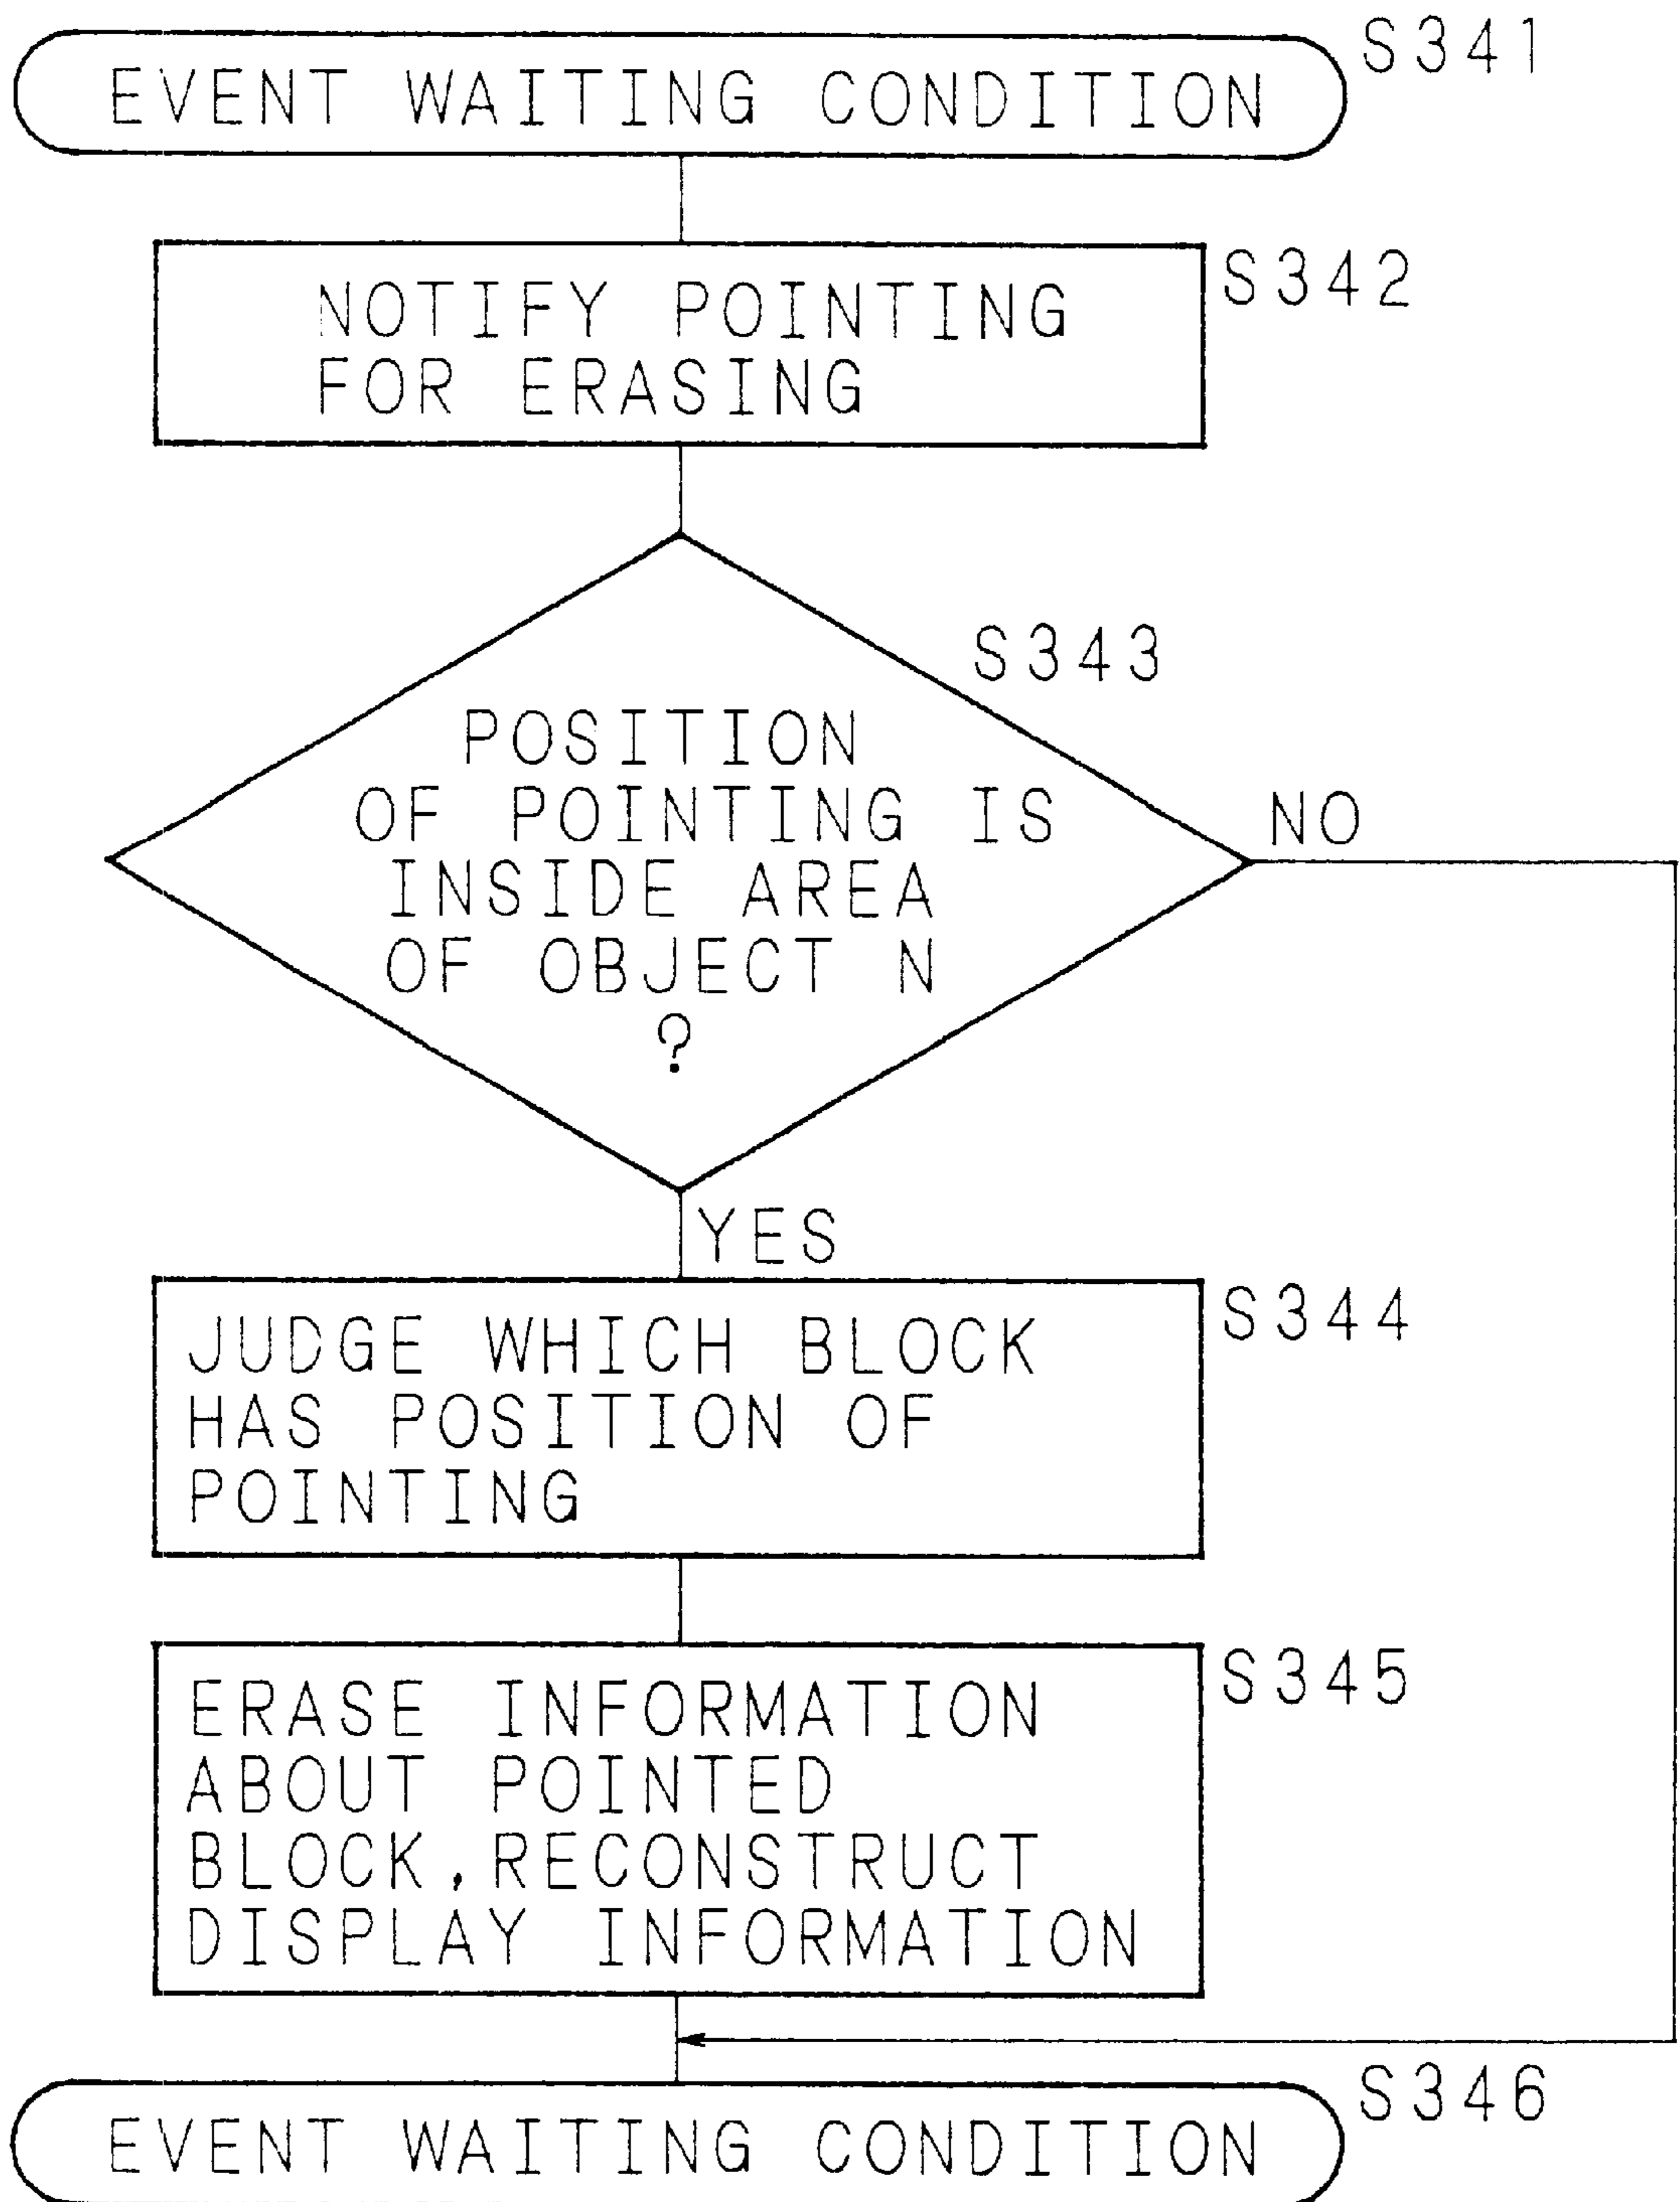 S341
EVENT WAITING CONDITION
S342
NOTIFY POINTING
FOR ERASING
S343
POSITION
OF POINTING IS
INSIDE AREA
OF OBJECT N
?
NO
YES
S344
JUDGE WHICH BLOCK
HAS POSITION OF
POINTING
S345
ERASE INFORMATION
ABOUT POINTED
BLOCK,RECONSTRUCT
DISPLAY INFORMATION
S346
EVENT WAITING CONDITION